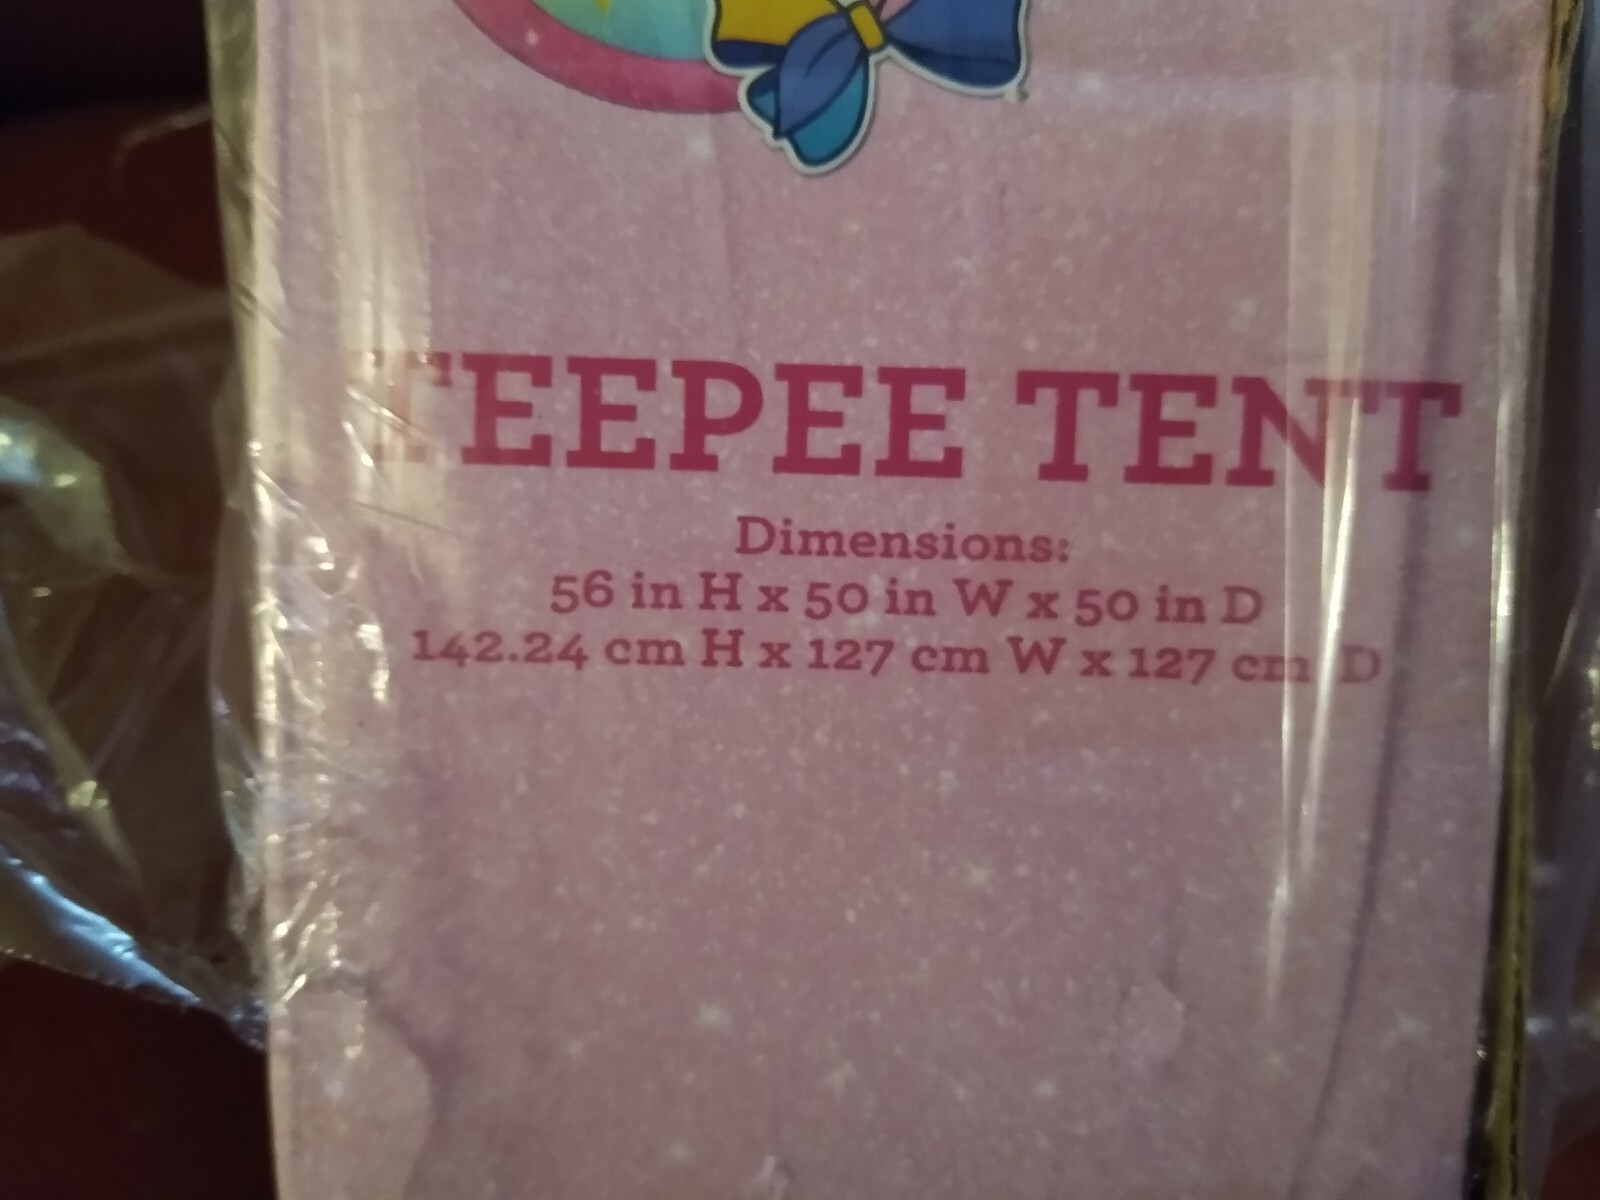 TEEPEE TENT
Dimensions:
56 in H x 50 in W x 50 in D
142.24 cm H x 127 cm W x 127 cm D